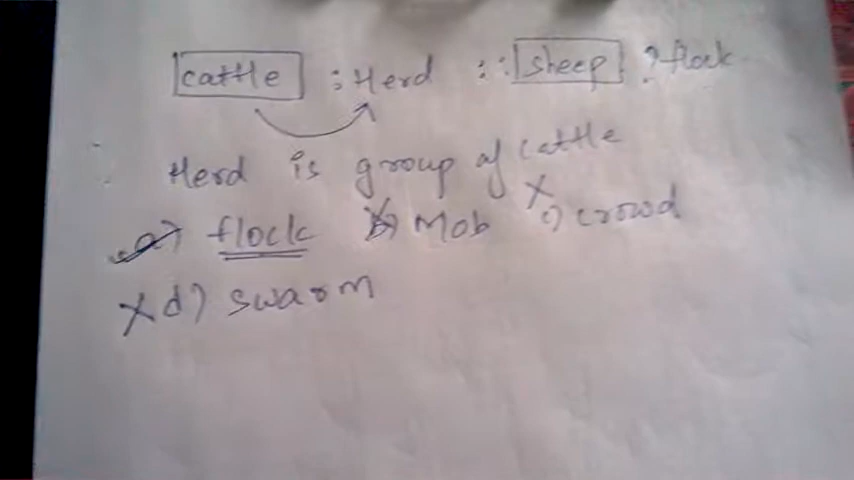 cattle : Herd :: sheep : ? flock
Herd is group of cattle
a) flock b) Mob c) crowd
d) swarm